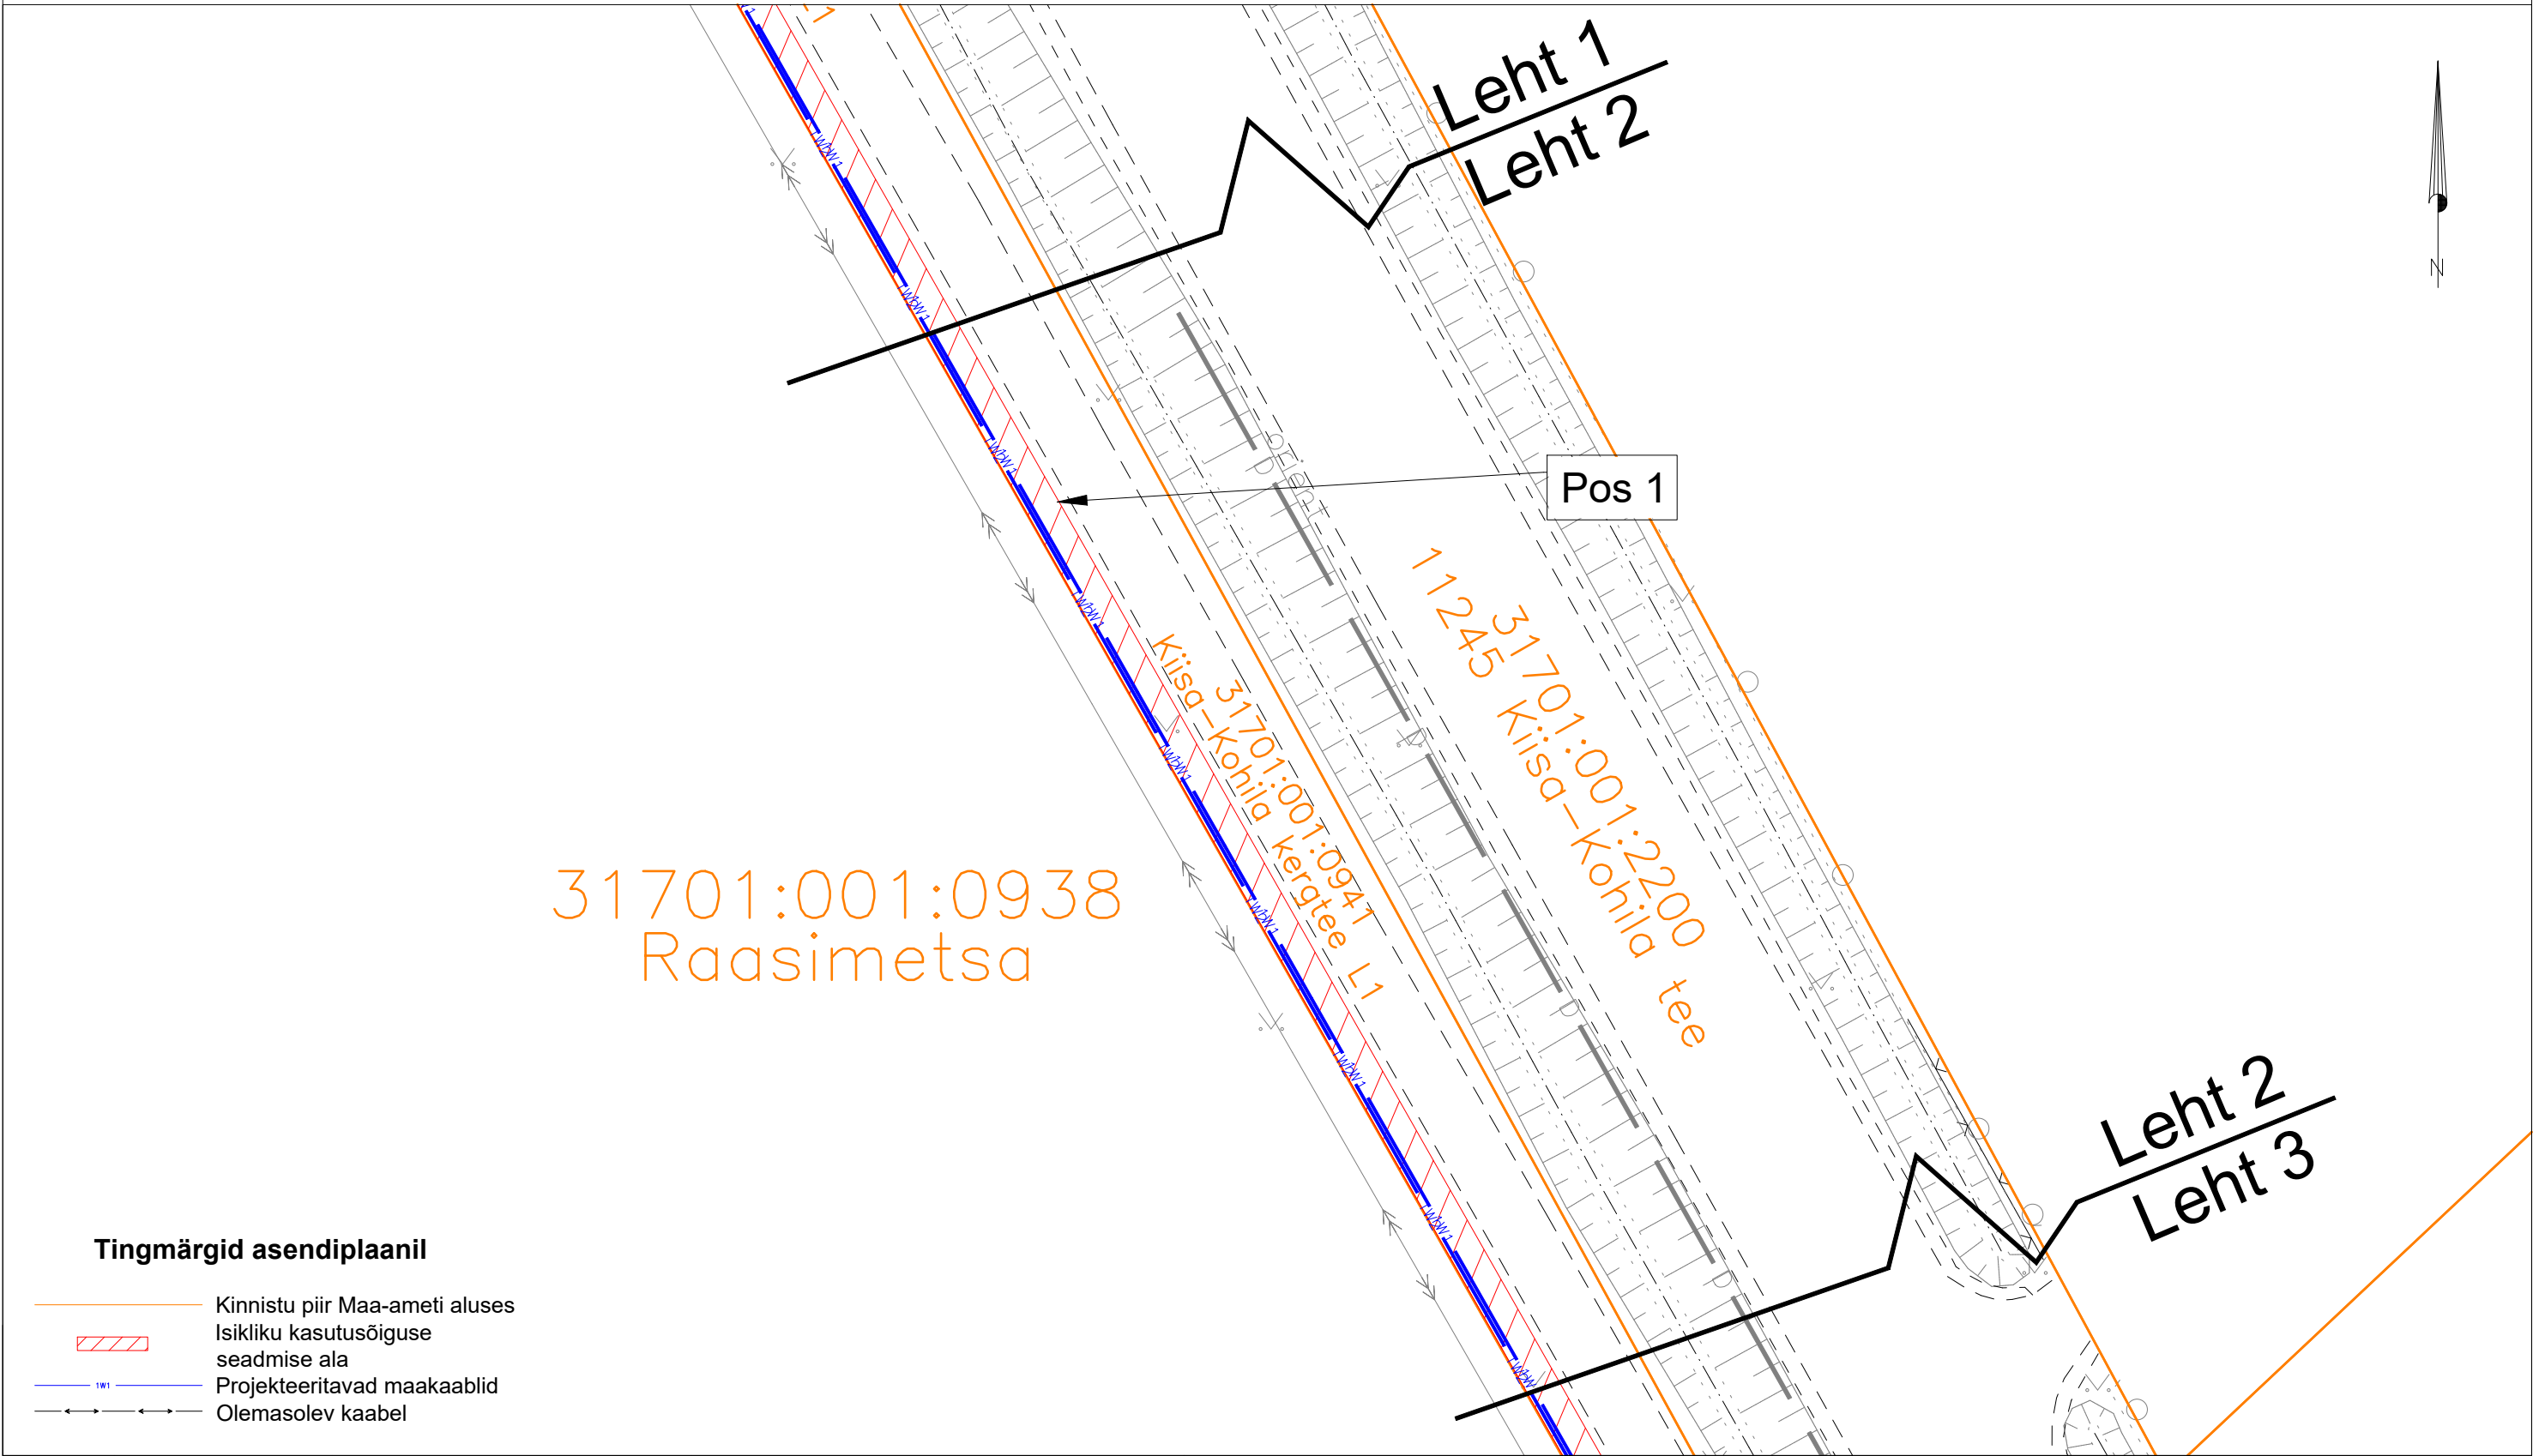 Leht 1
Leht 2
N
Pos 1
31701:001:2200
11245 Kiisa-Kohila tee
31701:001:0941
Kiisa-Kohila kergtee L1
31701:001:0938
Raasimetsa
Leht 2
Leht 3
Tingmärgid asendiplaanil
Kinnistu piir Maa-ameti aluses
Isikliku kasutusõiguse
seadmise ala
1W1
Projekteeritavad maakaablid
Olemasolev kaabel